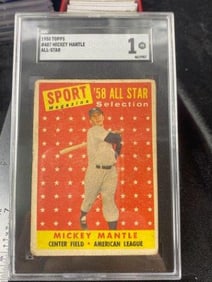 1958 TOPPS
#487 MICKEY MANTLE
ALL-STAR
1
SPORT
Magazine
'58 ALL STAR
Selection
MICKEY MANTLE
CENTER FIELD • AMERICAN LEAGUE